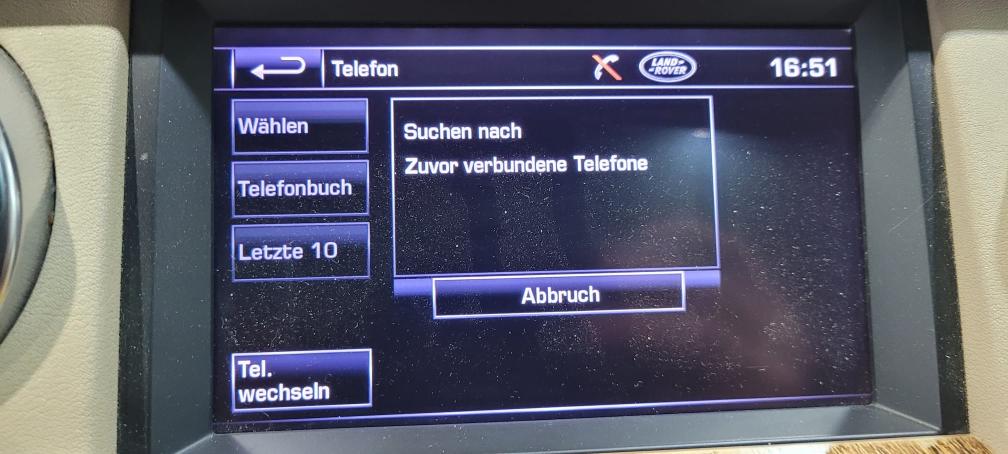 Telefon
LAND-
-ROVER
16:51
Wählen
Telefonbuch
Letzte 10
Suchen nach
Zuvor verbundene Telefone
Abbruch
Tel.
wechseln